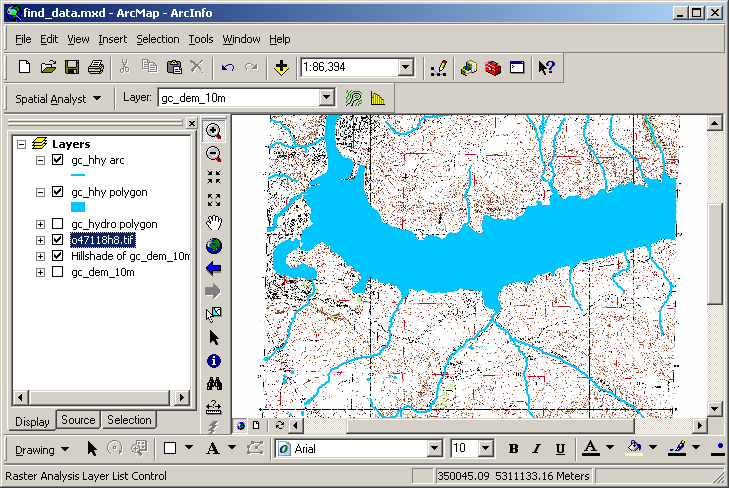 find_data.mxd - ArcMap - ArcInfo
File Edit View Insert Selection Tools Window Help
1:86,394
Spatial Analyst Layer: gc_dem_10m
Layers
gc_hhy arc
gc_hhy polygon
gc_hydro polygon
o47118h8.tif
Hillshade of gc_dem_10m
gc_dem_10m
Display Source Selection
Drawing A Arial 10 B I U A
Raster Analysis Layer List Control 350045.09 5311133.16 Meters